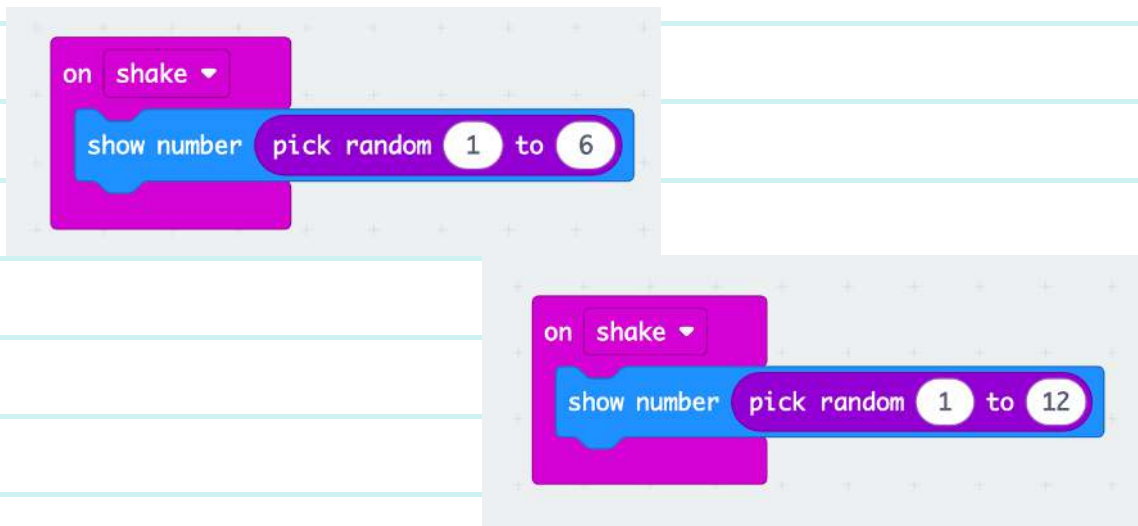 on shake
show number pick random 1 to 6
on shake
show number pick random 1 to 12